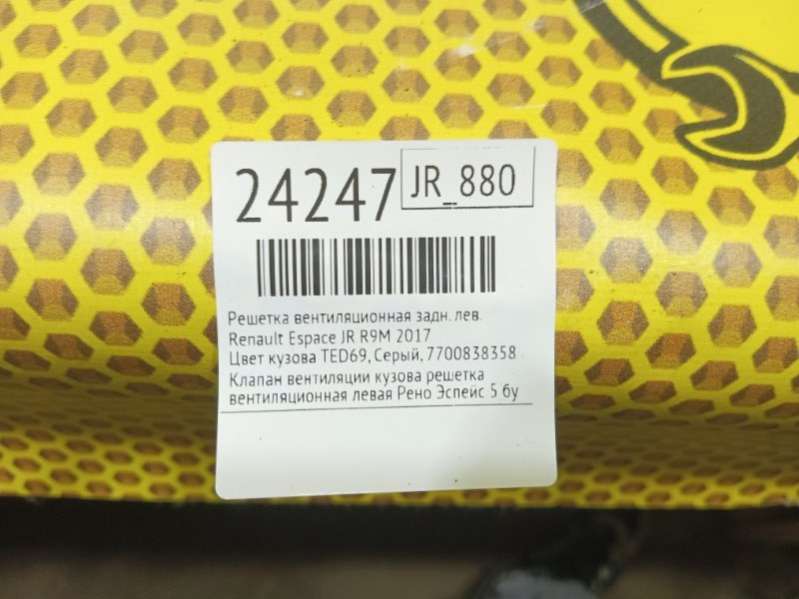 24247 JR_880
Решетка вентиляционная задн. лев.
Renault Espace JR R9M 2017
Цвет кузова TED69, Серый, 7700838358
Клапан вентиляции кузова решетка
вентиляционная левая Рено Эспейс 5 бу